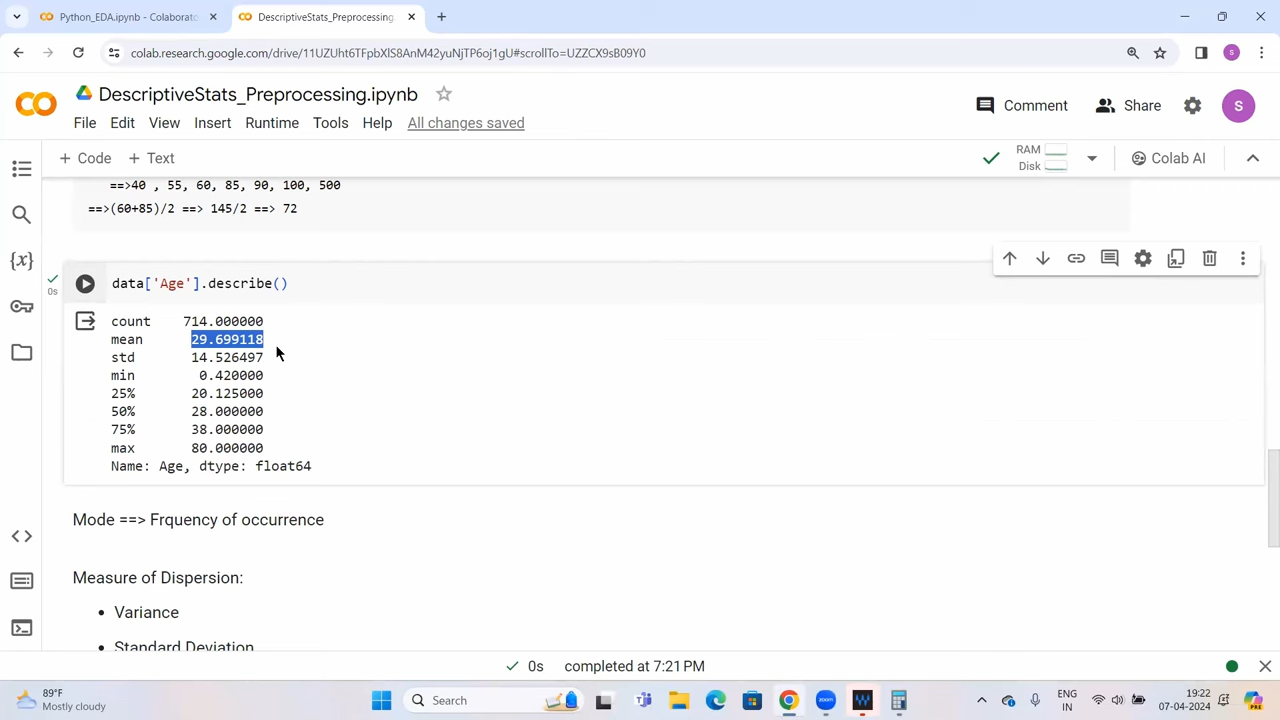 Python_EDA.ipynb - Colaborato
DescriptiveStats_Preprocessing.ip
colab.research.google.com/drive/11UZUht6TFpbXlS8AnM42yuNjTP6oj1gU#scrollTo=UZZCX9sB09Y0
S
DescriptiveStats_Preprocessing.ipynb
Comment
Share
S
File Edit View Insert Runtime Tools Help All changes saved
+ Code + Text
RAM
Disk
Colab AI
==>40 , 55, 60, 85, 90, 100, 500
==>(60+85)/2 ==> 145/2 ==> 72
{x}
0s
data['Age'].describe()
count 714.000000
mean 29.699118
std 14.526497
min 0.420000
25% 20.125000
50% 28.000000
75% 38.000000
max 80.000000
Name: Age, dtype: float64
Mode ==> Frquency of occurrence
Measure of Dispersion:
• Variance
• Standard Deviation
0s completed at 7:21 PM
89°F
Mostly cloudy
Search
zoom
ENG
IN
19:22
07-04-2024
PRE